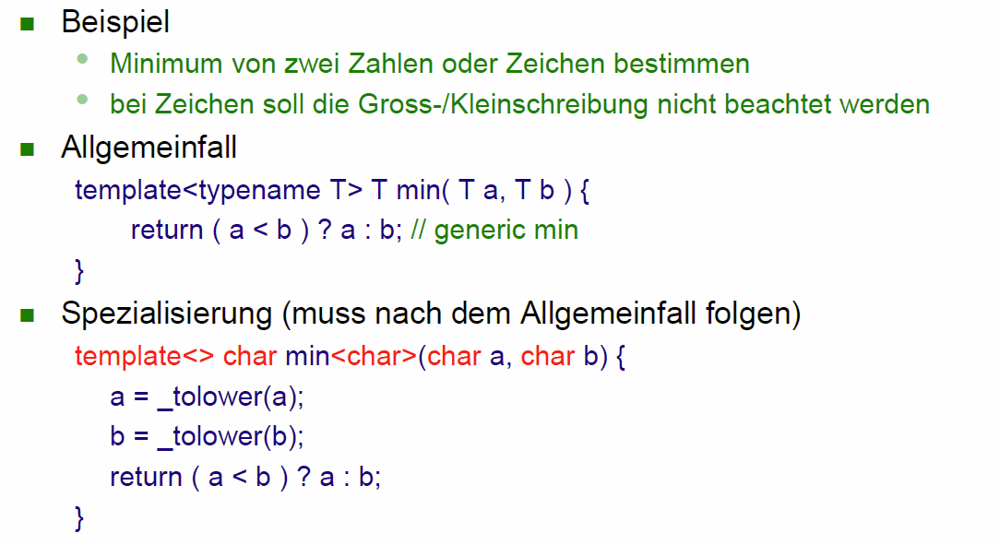 Beispiel
Minimum von zwei Zahlen oder Zeichen bestimmen
bei Zeichen soll die Gross-/Kleinschreibung nicht beachtet werden
Allgemeinfall
template<typename T> T min( T a, T b ) {
return ( a < b ) ? a : b; // generic min
}
Spezialisierung (muss nach dem Allgemeinfall folgen)
template<> char min<char>(char a, char b) {
a = _tolower(a);
b = _tolower(b);
return ( a < b ) ? a : b;
}